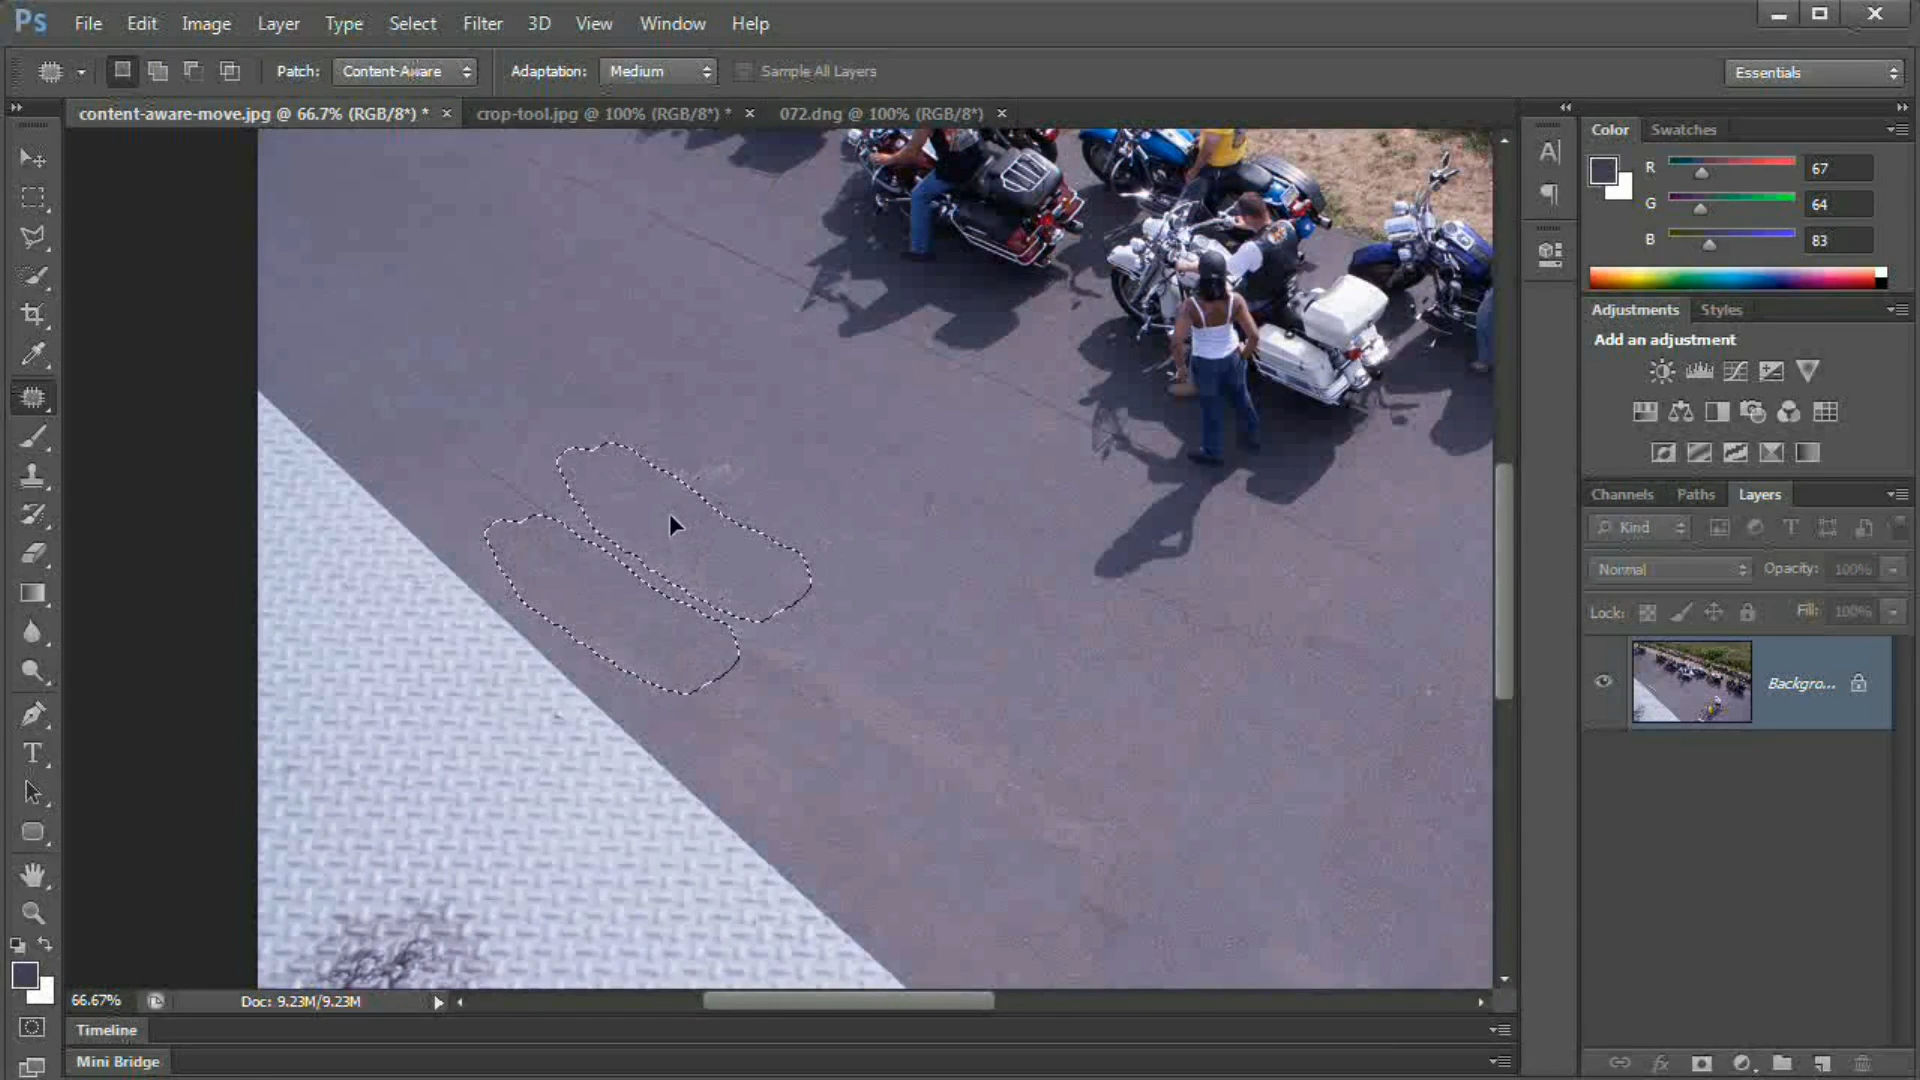 Ps File Edit Image Layer Type Select Filter 3D View Window Help
Patch: Content-Aware Adaptation: Medium Sample All Layers Essentials
content-aware-move.jpg @ 66.7% (RGB/8*) * × crop-tool.jpg @ 100% (RGB/8*) * × 072.dng @ 100% (RGB/8*) ×
Color Swatches
R 67
G 64
B 83
Adjustments Styles
Add an adjustment
Channels Paths Layers
Kind
Normal Opacity: 100%
Lock: Fill: 100%
Backgro...
66.67% Doc: 9.23M/9.23M
Timeline
Mini Bridge